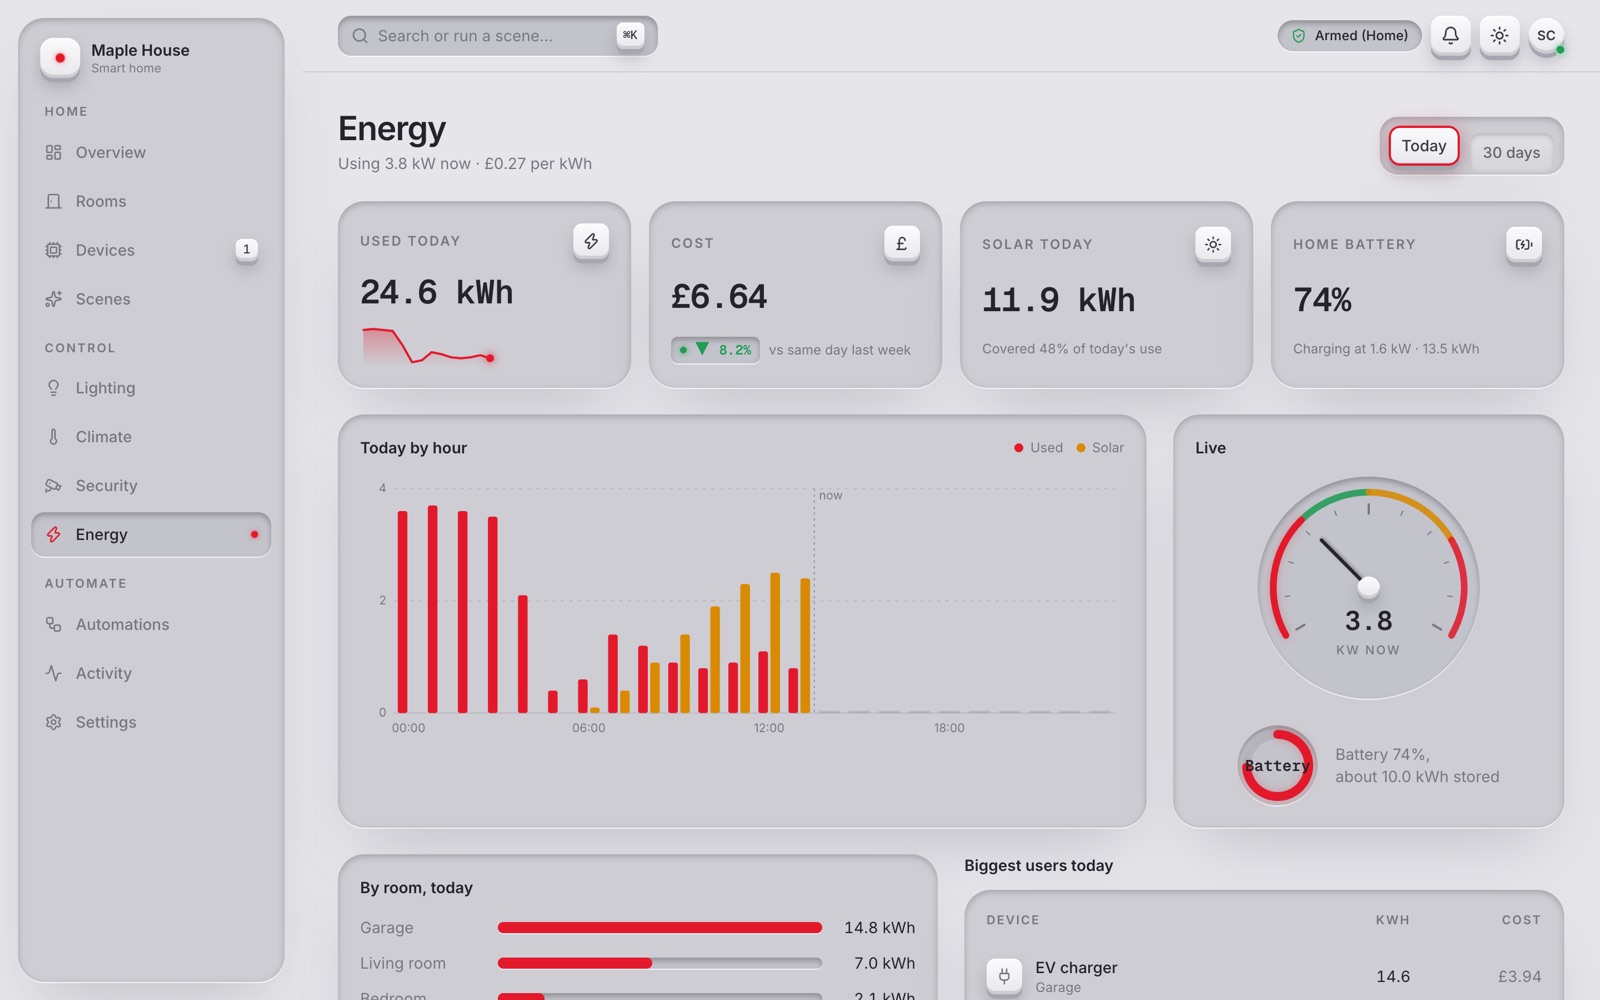 Maple House
Smart home
HOME
Overview
Rooms
Devices
1
Scenes
CONTROL
Lighting
Climate
Security
Energy
AUTOMATE
Automations
Activity
Settings
Search or run a scene...
⌘K
Armed (Home)
SC
Energy
Using 3.8 kW now · £0.27 per kWh
Today
30 days
USED TODAY
24.6 kWh
COST
£
£6.64
▼ 8.2%
vs same day last week
SOLAR TODAY
11.9 kWh
Covered 48% of today's use
HOME BATTERY
74%
Charging at 1.6 kW · 13.5 kWh
Today by hour
Used
Solar
4
now
2
0
00:00
06:00
12:00
18:00
Live
3.8
KW NOW
Battery
Battery 74%,
about 10.0 kWh stored
By room, today
Garage
14.8 kWh
Living room
7.0 kWh
Bedroom
2.1 kWh
Biggest users today
DEVICE
KWH
COST
EV charger
Garage
14.6
£3.94